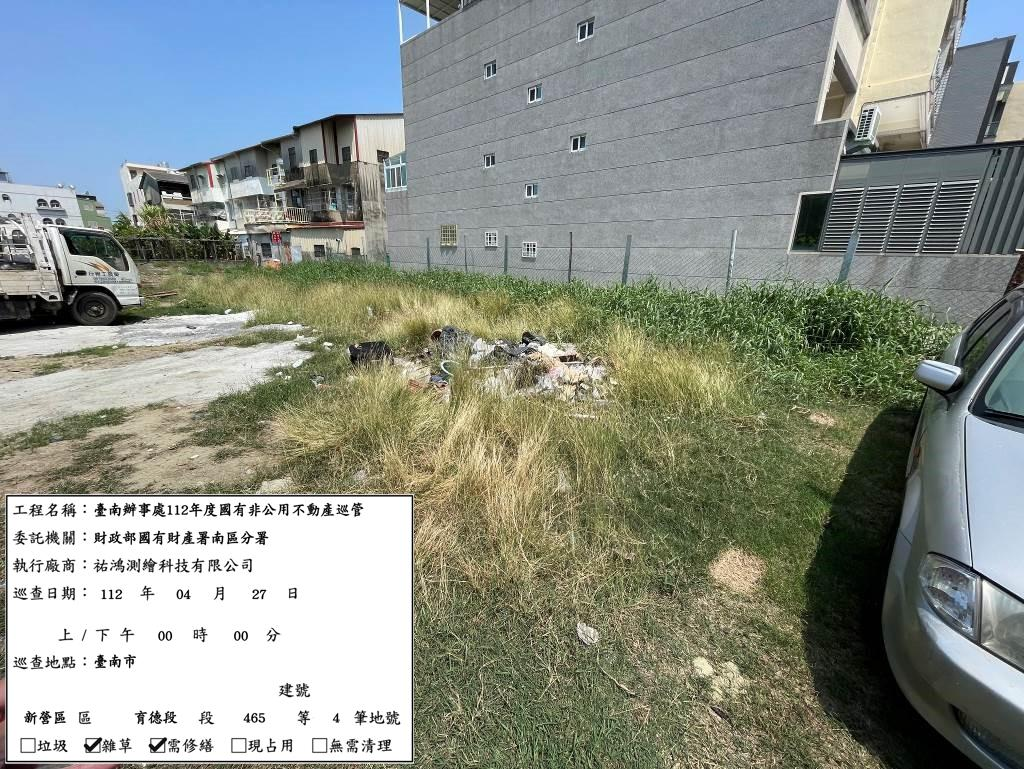 工程名稱：臺南辦事處112年度國有非公用不動產巡管
委託機關：財政部國有財產署南區分署
執行廠商：祐鴻測繪科技有限公司
巡查日期： 112 年 04 月 27 日
上 / 下 午 00 時 00 分
巡查地點：臺南市
建號
新營區 區 育德段 段 465 等 4 筆地號
☐垃圾 ☑雜草 ☑需修繕 ☐現占用 ☐無需清理